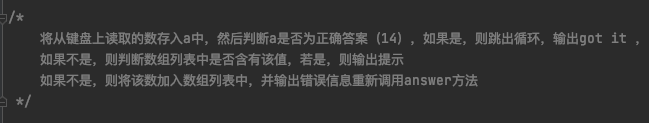 /*
将从键盘上读取的数存入a中，然后判断a是否为正确答案（14），如果是，则跳出循环，输出got it ，
如果不是，则判断数组列表中是否含有该值，若是，则输出提示
如果不是，则将该数加入数组列表中，并输出错误信息重新调用answer方法
*/